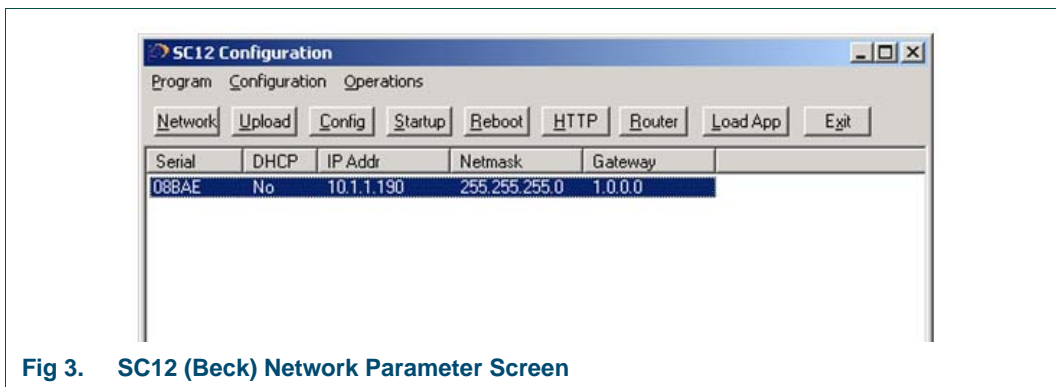 SC12 Configuration
Program Configuration Operations
Network Upload Config Startup Reboot HTTP Router Load App Exit
Serial DHCP IP Addr Netmask Gateway
08BAE No 10.1.1.190 255.255.255.0 1.0.0.0
Fig 3. SC12 (Beck) Network Parameter Screen